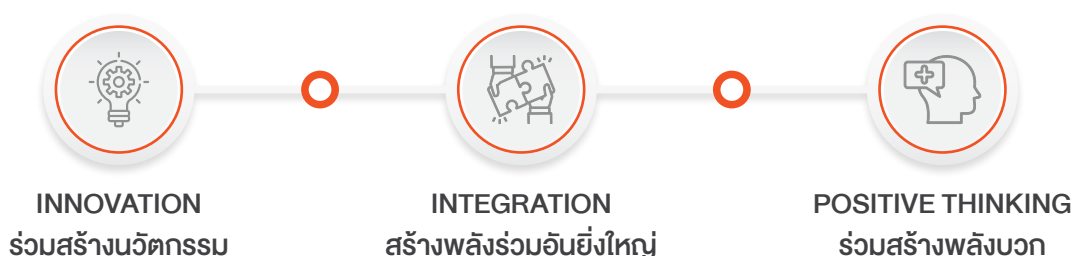 INNOVATION
ร่วมสร้างนวัตกรรม
INTEGRATION
สร้างพลังร่วมอันยิ่งใหญ่
POSITIVE THINKING
ร่วมสร้างพลังบวก